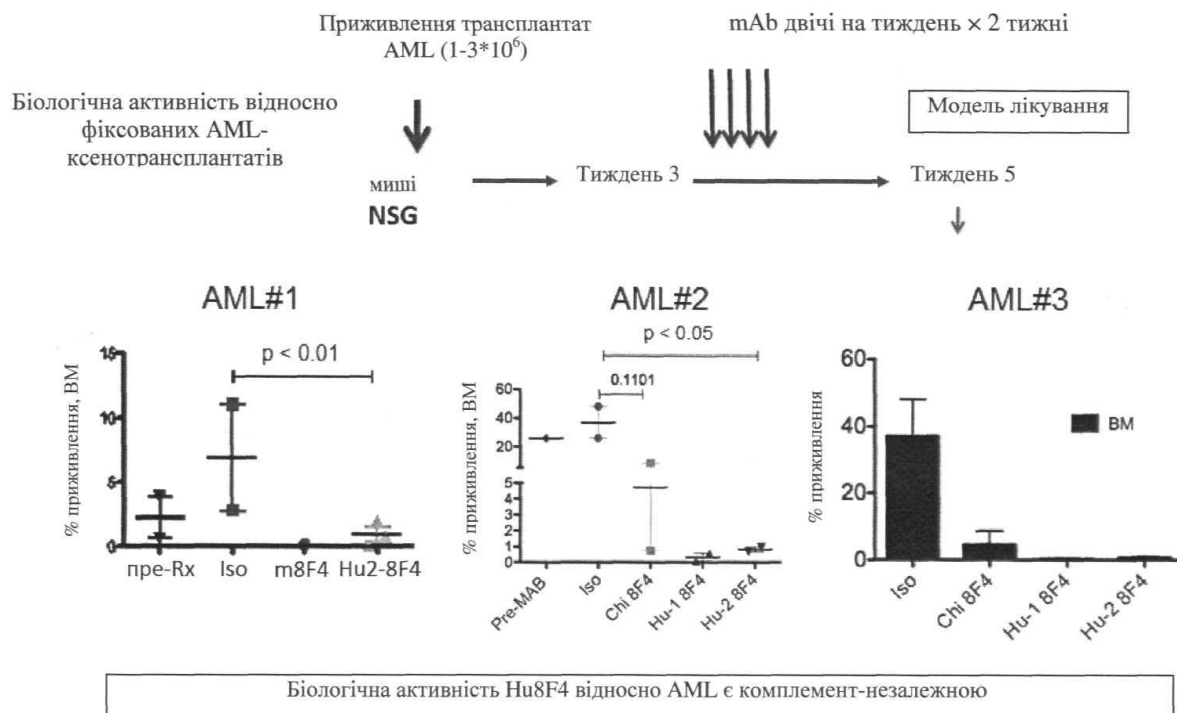 Приживлення трансплантат
AML (1-3*10⁶)
mAb двічі на тиждень × 2 тижні
Біологічна активність відносно
фіксованих AML-
ксенотрансплантатів
Модель лікування
миші
NSG
Тиждень 3
Тиждень 5
AML#1
% приживлення, BM
15
10
5
0
p < 0.01
пре-Rx
Iso
m8F4
Hu2-8F4
AML#2
% приживлення, BM
60
40
20
5
4
3
2
1
0
p < 0.05
0.1101
Pre-MAB
Iso
Chi 8F4
Hu-1 8F4
Hu-2 8F4
AML#3
% приживлення
60
40
20
0
BM
Iso
Chi 8F4
Hu-1 8F4
Hu-2 8F4
Біологічна активність Hu8F4 відносно AML є комплемент-незалежною